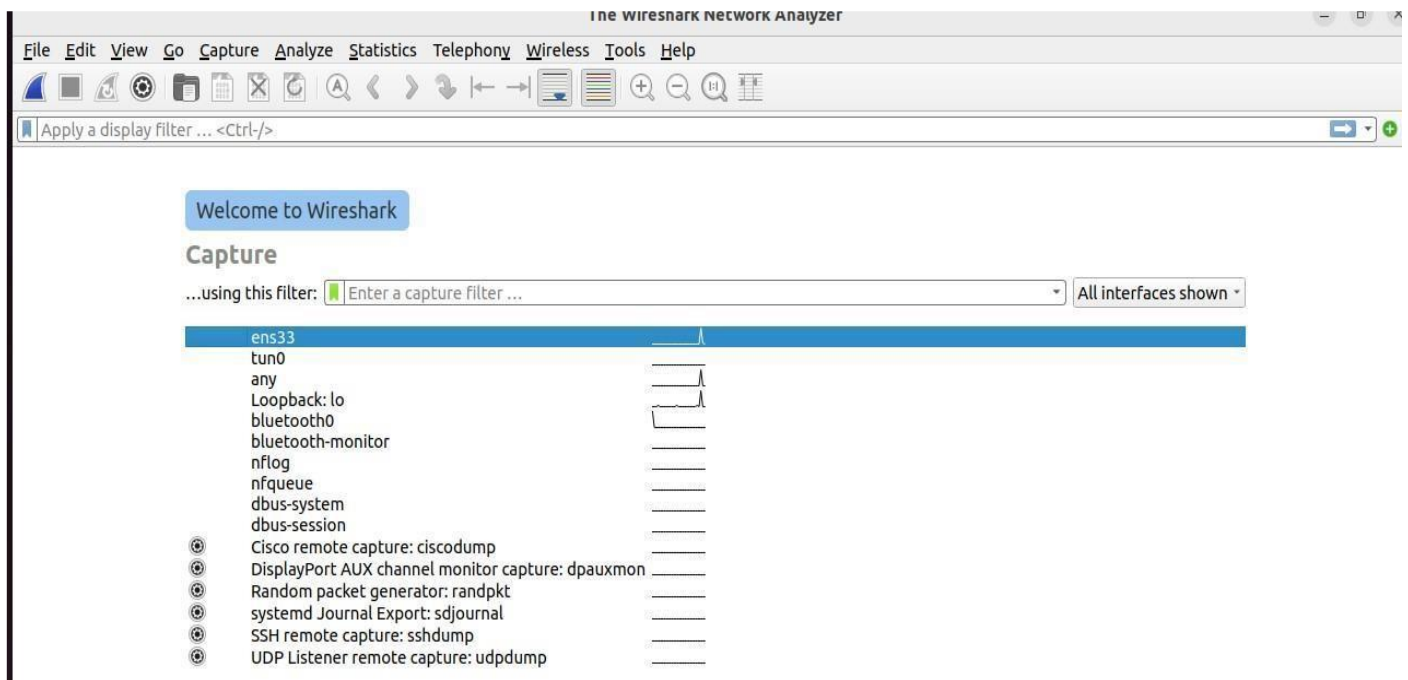 The Wireshark Network Analyzer
File Edit View Go Capture Analyze Statistics Telephony Wireless Tools Help
Apply a display filter ... <Ctrl-/>
Welcome to Wireshark
Capture
...using this filter: Enter a capture filter ... All interfaces shown
ens33
tun0
any
Loopback: lo
bluetooth0
bluetooth-monitor
nflog
nfqueue
dbus-system
dbus-session
Cisco remote capture: ciscodump
DisplayPort AUX channel monitor capture: dpauxmon
Random packet generator: randpkt
systemd Journal Export: sdjournal
SSH remote capture: sshdump
UDP Listener remote capture: udpdump